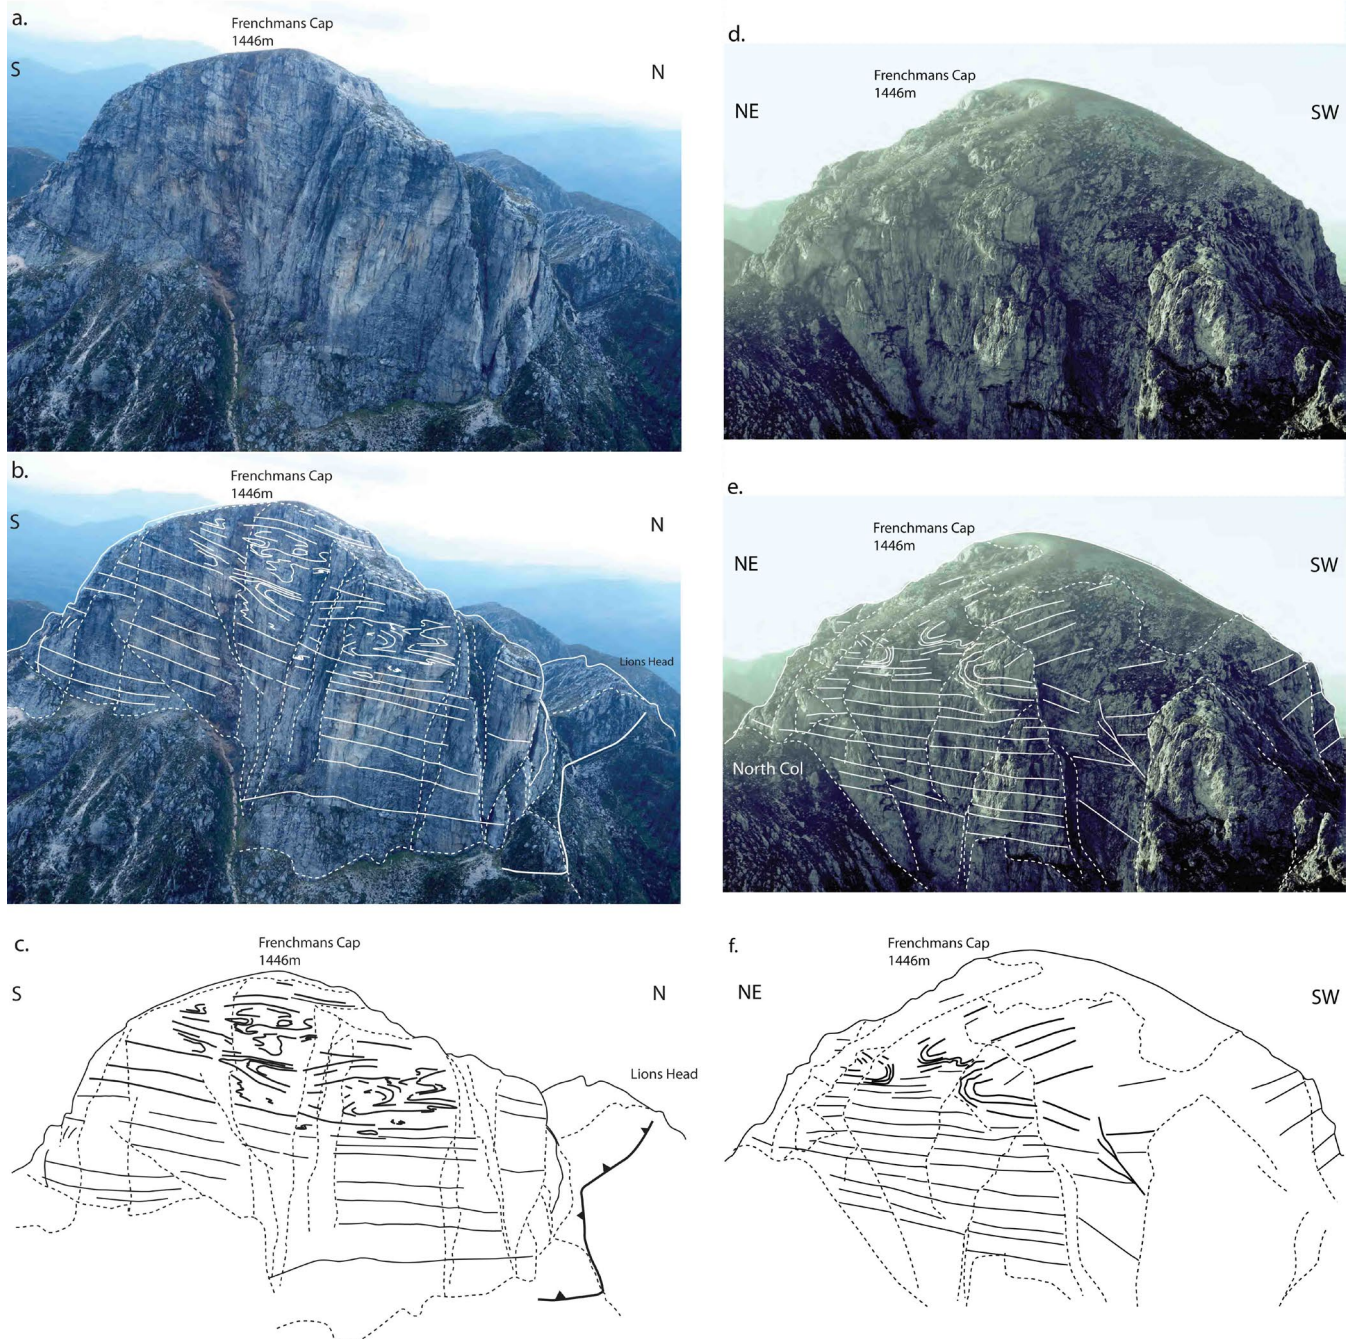 a.
Frenchmans Cap
1446m
S
N
b.
Frenchmans Cap
1446m
S
N
Lions Head
c.
Frenchmans Cap
1446m
S
N
Lions Head
d.
Frenchmans Cap
1446m
NE
SW
e.
Frenchmans Cap
1446m
NE
SW
North Col
f.
Frenchmans Cap
1446m
NE
SW